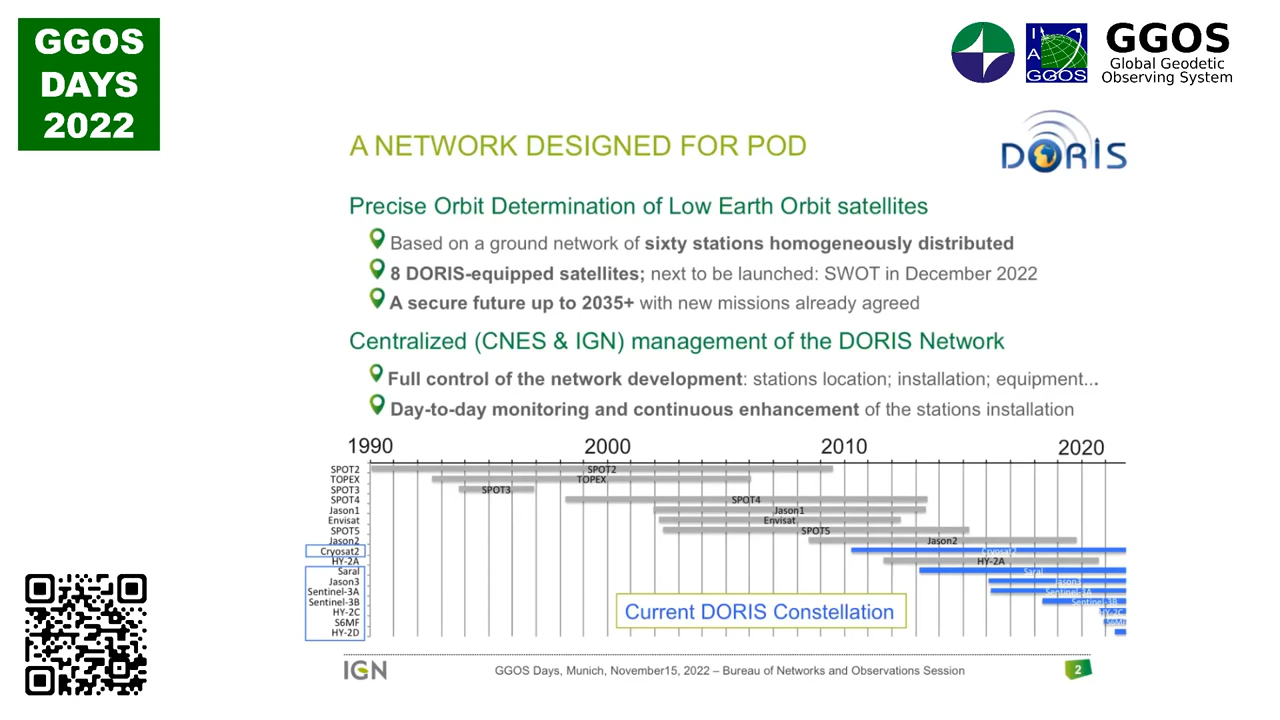 GGOS
DAYS
2022
I
A
G
GGOS
GGOS
Global Geodetic
Observing System
A NETWORK DESIGNED FOR POD
DORIS
Precise Orbit Determination of Low Earth Orbit satellites
Based on a ground network of sixty stations homogeneously distributed
8 DORIS-equipped satellites; next to be launched: SWOT in December 2022
A secure future up to 2035+ with new missions already agreed
Centralized (CNES & IGN) management of the DORIS Network
Full control of the network development: stations location; installation; equipment...
Day-to-day monitoring and continuous enhancement of the stations installation
1990 2000 2010 2020
SPOT2 SPOT2
TOPEX TOPEX
SPOT3 SPOT3
SPOT4 SPOT4
Jason1 Jason1
Envisat Envisat
SPOT5 SPOT5
Jason2 Jason2
Cryosat2 Cryosat2
HY-2A HY-2A
Saral Saral
Jason3 Jason3
Sentinel-3A Sentinel-3A
Sentinel-3B Sentinel-3B
HY-2C HY-2C
S6MF S6MF
HY-2D
Current DORIS Constellation
IGN
GGOS Days, Munich, November15, 2022 – Bureau of Networks and Observations Session
2